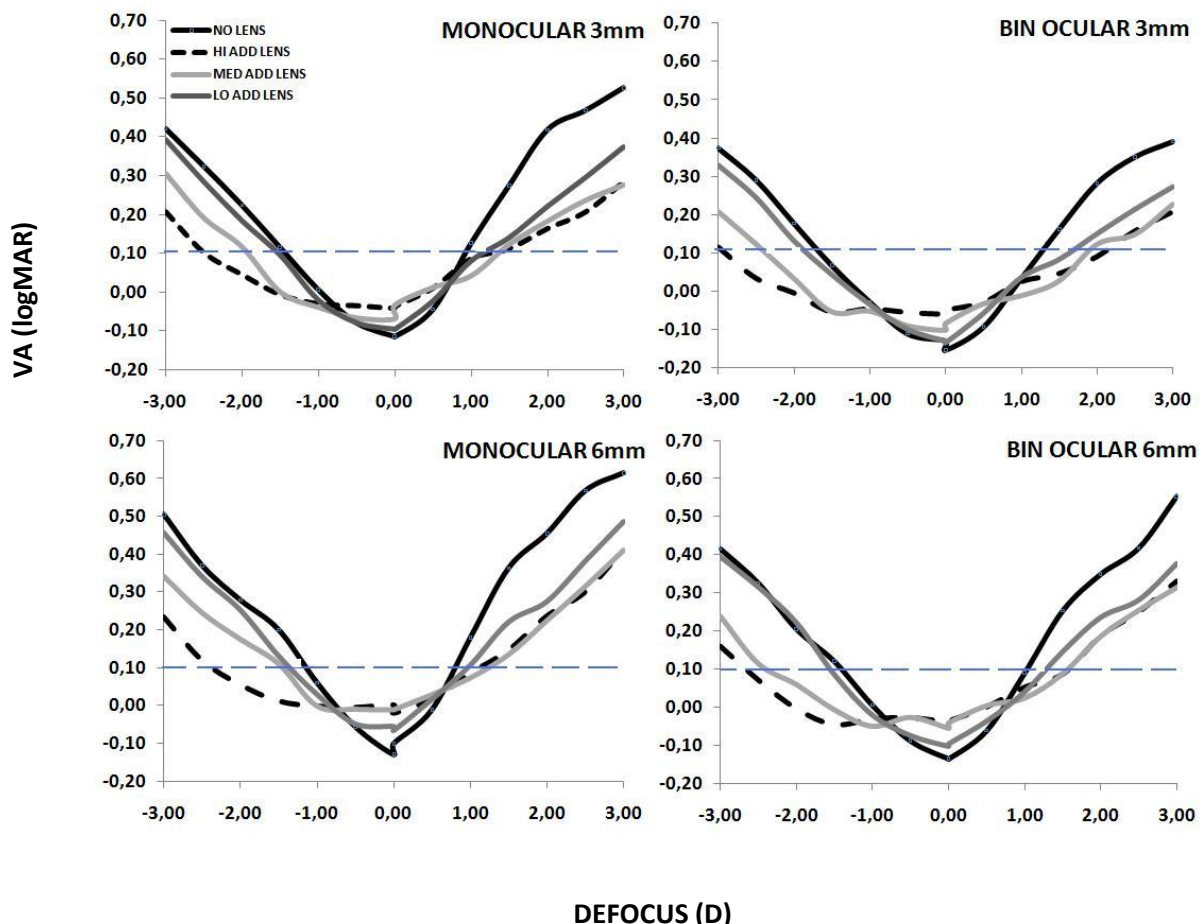 0,70
0,60
0,50
0,40
0,30
0,20
0,10
0,00
-0,10
-0,20
NO LENS
HI ADD LENS
MED ADD LENS
LO ADD LENS
MONOCULAR 3mm
-3,00 -2,00 -1,00 0,00 1,00 2,00 3,00
0,70
0,60
0,50
0,40
0,30
0,20
0,10
0,00
-0,10
-0,20
BIN OCULAR 3mm
-3,00 -2,00 -1,00 0,00 1,00 2,00 3,00
VA (logMAR)
0,70
0,60
0,50
0,40
0,30
0,20
0,10
0,00
-0,10
-0,20
MONOCULAR 6mm
-3,00 -2,00 -1,00 0,00 1,00 2,00 3,00
0,70
0,60
0,50
0,40
0,30
0,20
0,10
0,00
-0,10
-0,20
BIN OCULAR 6mm
-3,00 -2,00 -1,00 0,00 1,00 2,00 3,00
DEFOCUS (D)